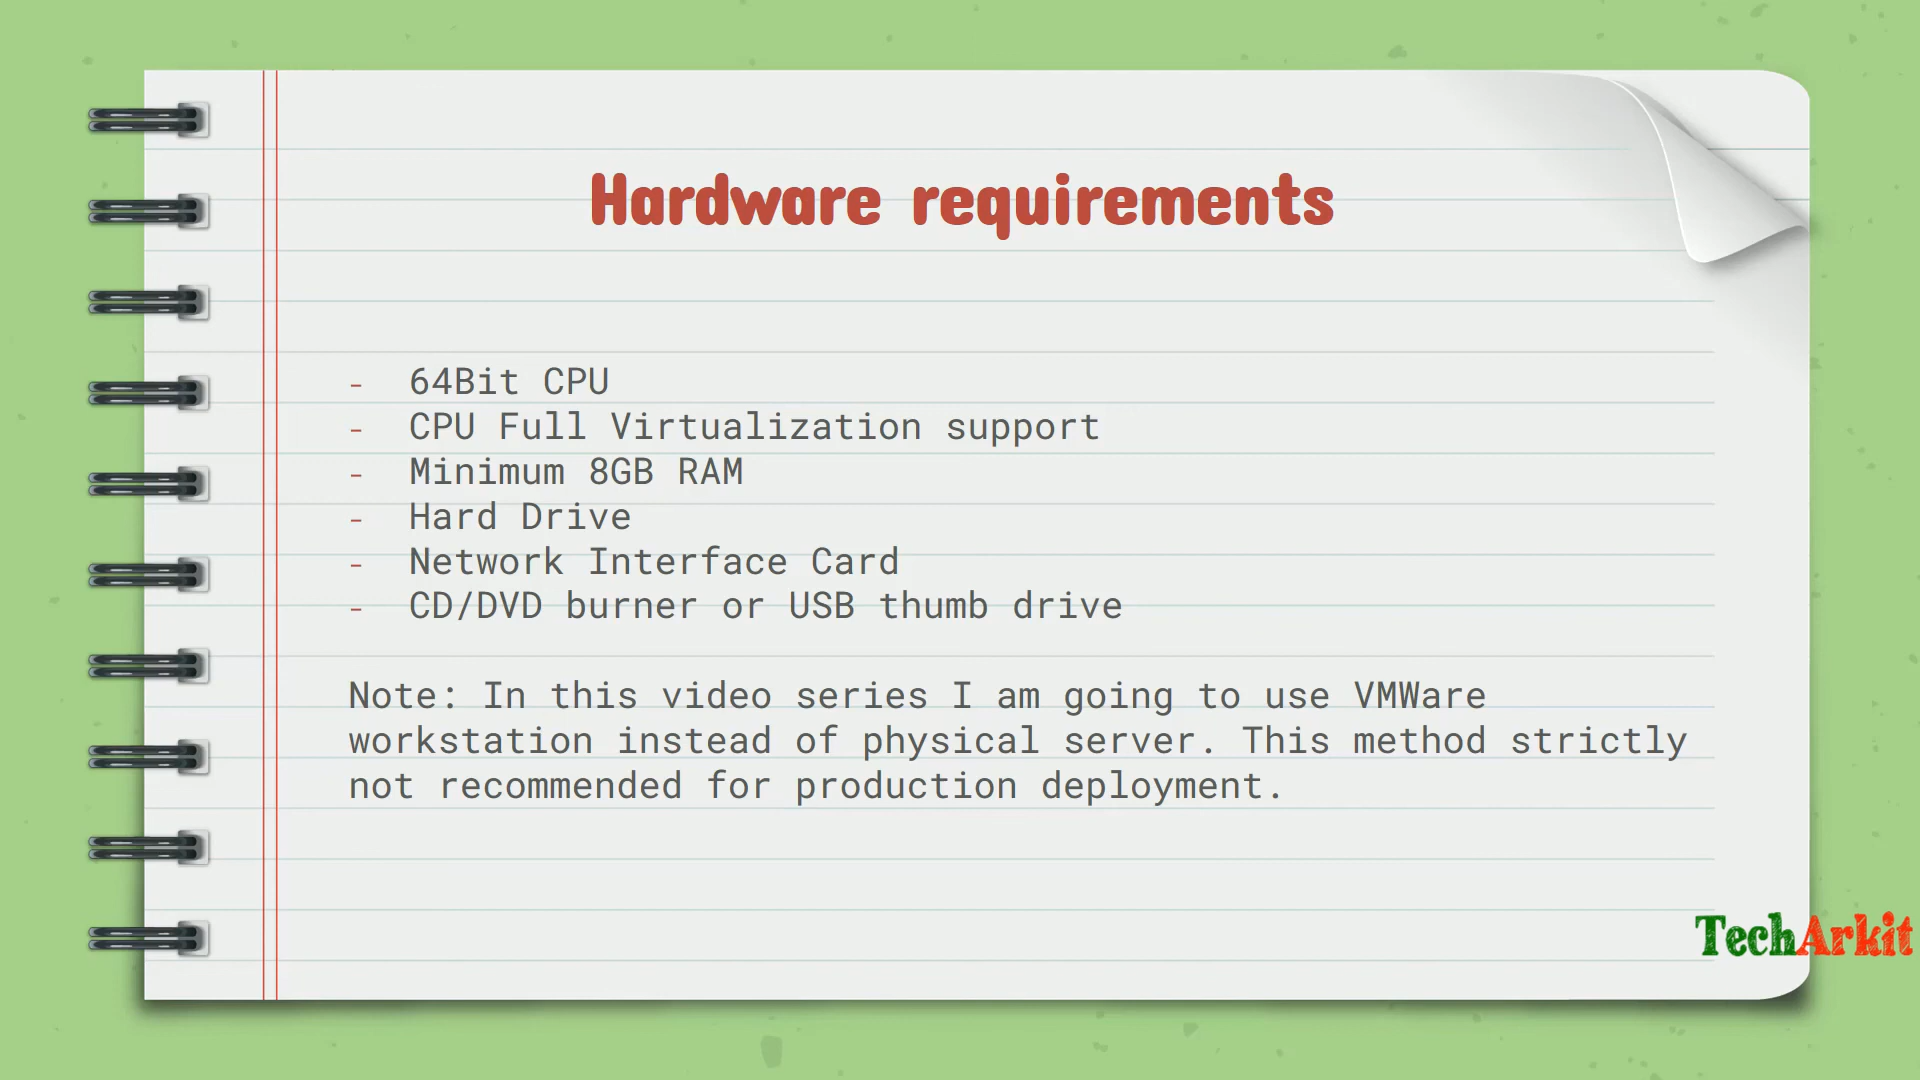 Hardware requirements
- 64Bit CPU
- CPU Full Virtualization support
- Minimum 8GB RAM
- Hard Drive
- Network Interface Card
- CD/DVD burner or USB thumb drive
Note: In this video series I am going to use VMWare
workstation instead of physical server. This method strictly
not recommended for production deployment.
TechArkit